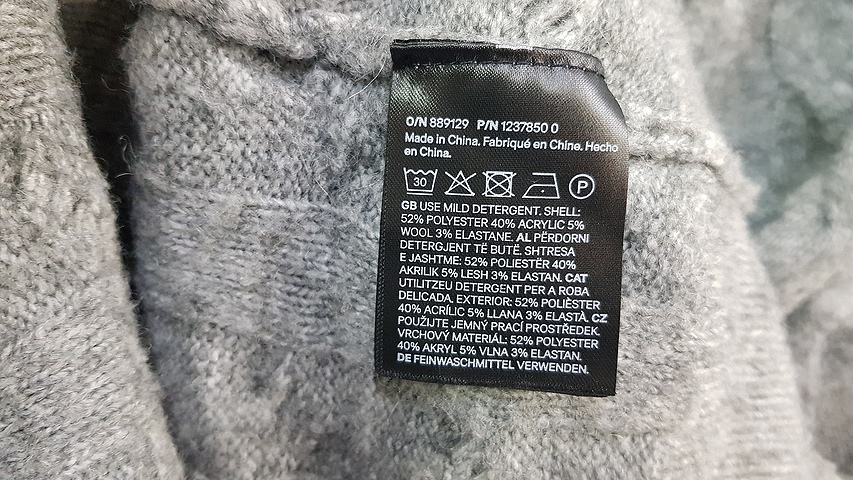 O/N 889129 P/N 1237850 0
Made in China. Fabriqué en Chine. Hecho
en China.
30 P
GB USE MILD DETERGENT. SHELL:
52% POLYESTER 40% ACRYLIC 5%
WOOL 3% ELASTANE. AL PËRDORNI
DETERGJENT TË BUTË. SHTRESA
E JASHTME: 52% POLIESTËR 40%
AKRILIK 5% LESH 3% ELASTAN. CAT
UTILITZEU DETERGENT PER A ROBA
DELICADA. EXTERIOR: 52% POLIÈSTER
40% ACRÍLIC 5% LLANA 3% ELASTÀ. CZ
POUŽIJTE JEMNÝ PRACÍ PROSTŘEDEK.
VRCHOVÝ MATERIÁL: 52% POLYESTER
40% AKRYL 5% VLNA 3% ELASTAN.
DE FEINWASCHMITTEL VERWENDEN.